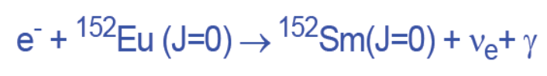 e⁻ + ¹⁵²Eu (J=0) → ¹⁵²Sm(J=0) + νₑ+ γ